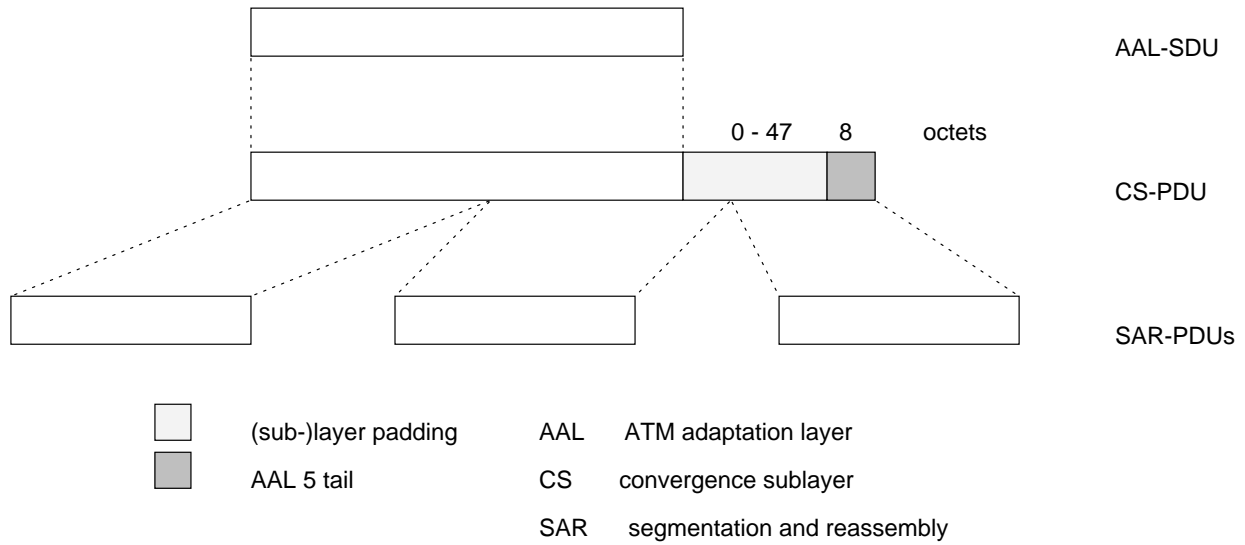 AAL-SDU
0 - 47 8 octets
CS-PDU
SAR-PDUs
(sub-)layer padding AAL ATM adaptation layer
AAL 5 tail CS convergence sublayer
SAR segmentation and reassembly